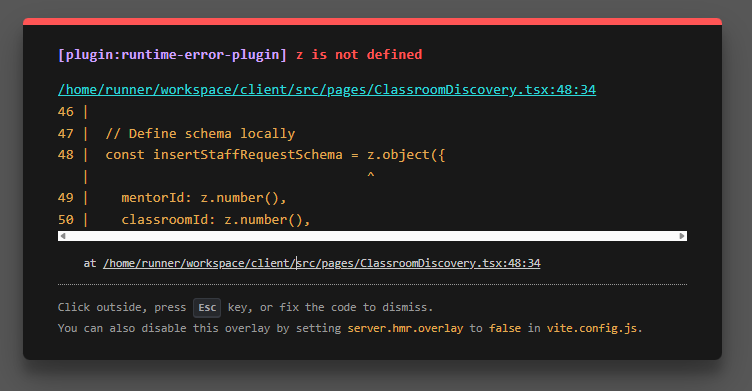 [plugin:runtime-error-plugin] z is not defined
/home/runner/workspace/client/src/pages/ClassroomDiscovery.tsx:48:34
46 |
47 |  // Define schema locally
48 |  const insertStaffRequestSchema = z.object({
   |                                   ^
49 |    mentorId: z.number(),
50 |    classroomId: z.number(),
at /home/runner/workspace/client/src/pages/ClassroomDiscovery.tsx:48:34
Click outside, press Esc key, or fix the code to dismiss.
You can also disable this overlay by setting server.hmr.overlay to false in vite.config.js.